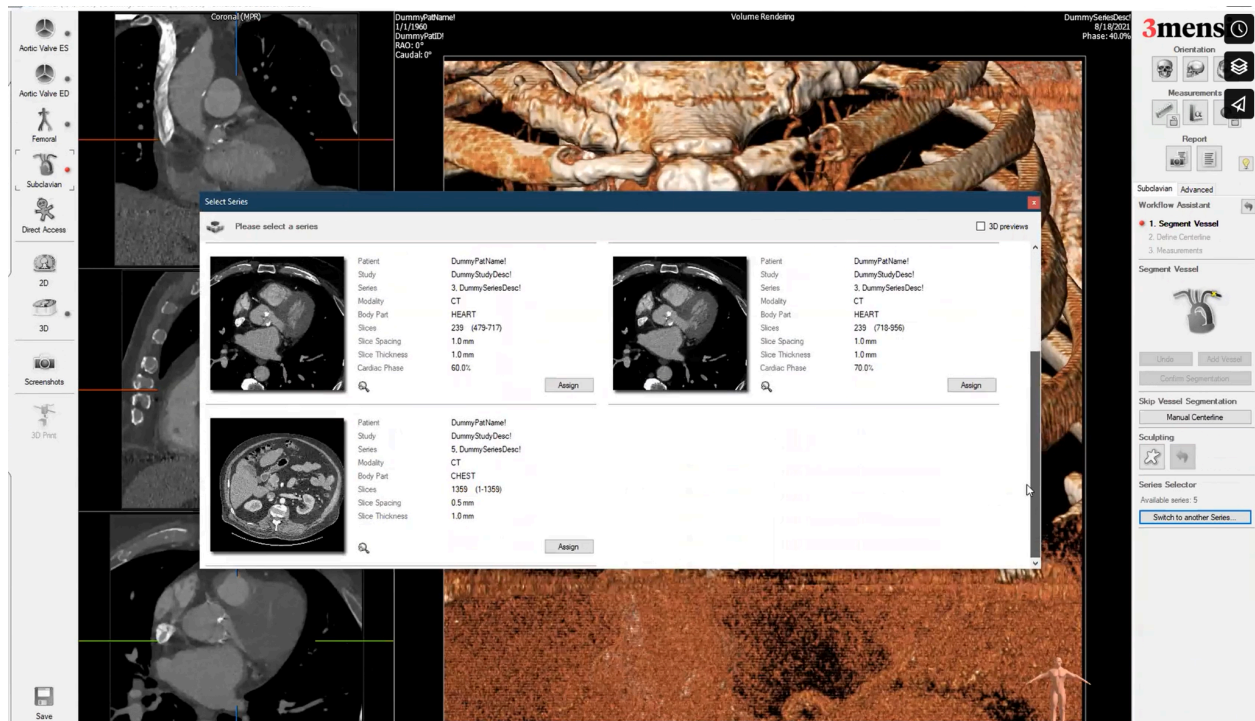 Aortic Valve ES
Aortic Valve ED
Femoral
Subclavian
Direct Access
2D
3D
Screenshots
3D Print
Save
Coronal (MPR)
DummyPatName!
1/1/1960
DummyPatID!
RAO: 0°
Caudal: 0°
Volume Rendering
DummySeriesDesc!
8/18/2021
Phase: 40.0%
Select Series
Please select a series
3D previews
Patient DummyPatName!
Study DummyStudyDesc!
Series 3, DummySeriesDesc!
Modality CT
Body Part HEART
Slices 239 (479-717)
Slice Spacing 1.0 mm
Slice Thickness 1.0 mm
Cardiac Phase 60.0%
Assign
Patient DummyPatName!
Study DummyStudyDesc!
Series 3, DummySeriesDesc!
Modality CT
Body Part HEART
Slices 239 (718-956)
Slice Spacing 1.0 mm
Slice Thickness 1.0 mm
Cardiac Phase 70.0%
Assign
Patient DummyPatName!
Study DummyStudyDesc!
Series 5, DummySeriesDesc!
Modality CT
Body Part CHEST
Slices 1359 (1-1359)
Slice Spacing 0.5 mm
Slice Thickness 1.0 mm
Assign
3mens
Orientation
Measurements
Report
Subclavian Advanced
Workflow Assistant
1. Segment Vessel
2. Define Centerline
3. Measurements
Segment Vessel
Undo Add Vessel
Confirm Segmentation
Skip Vessel Segmentation
Manual Centerline
Sculpting
Series Selector
Available series: 5
Switch to another Series...